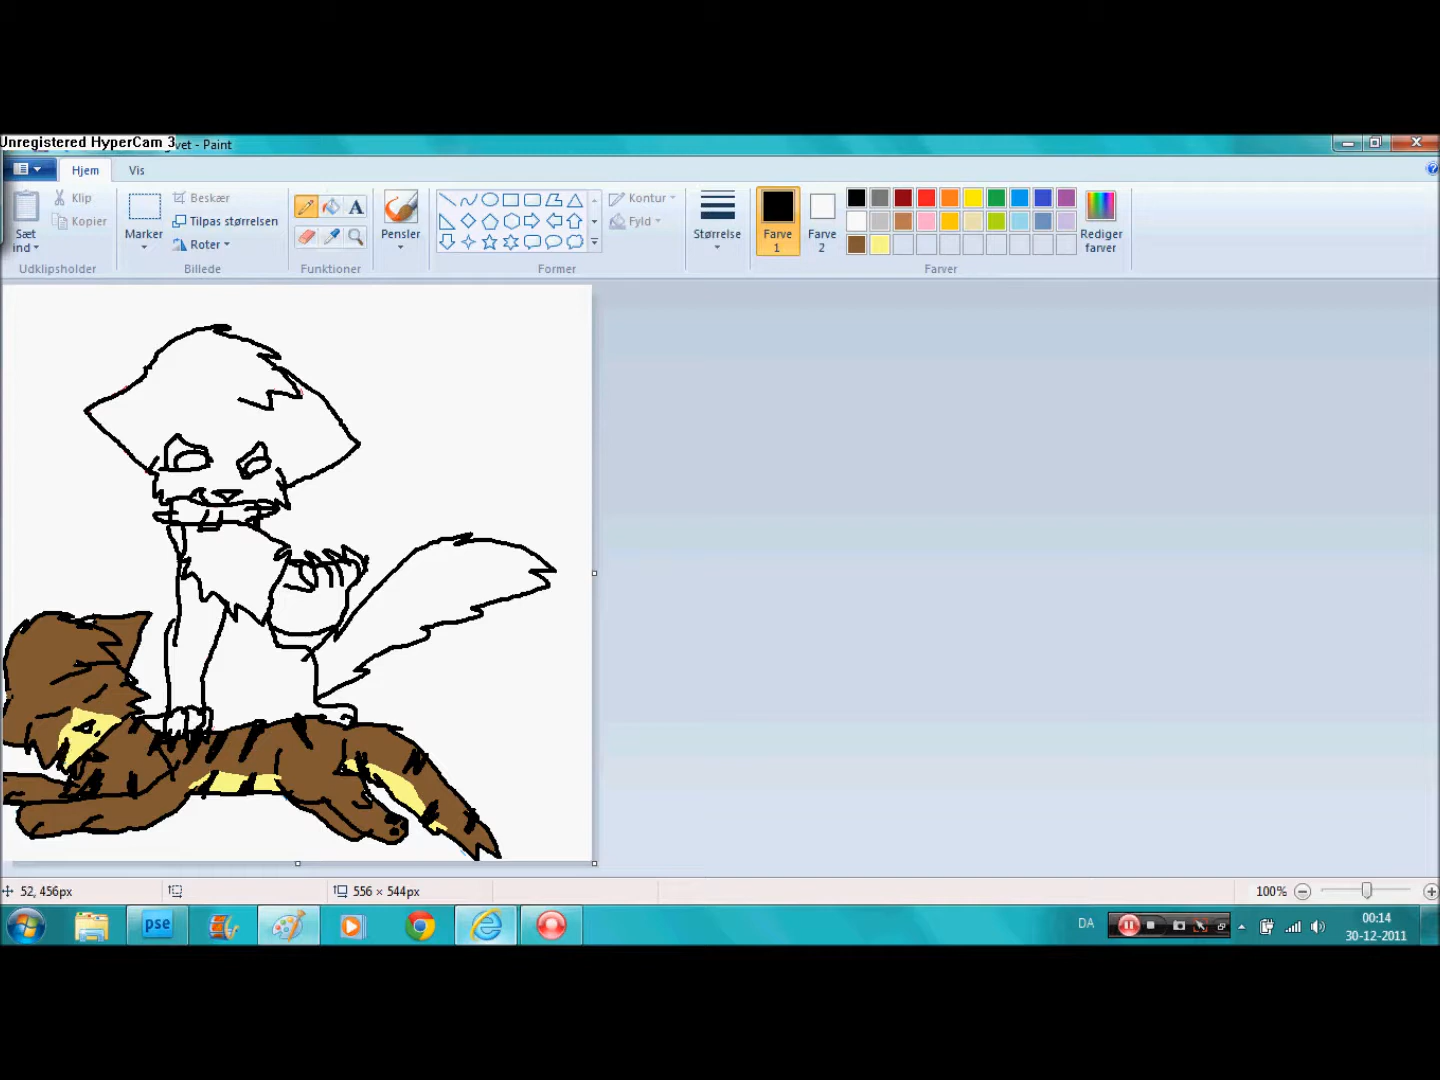 Unregistered HyperCam 3
vet - Paint
Hjem
Vis
Sæt
ind
Klip
Kopier
Udklipsholder
Marker
Beskær
Tilpas størrelsen
Roter
Billede
A
Funktioner
Pensler
Kontur
Fyld
Former
Størrelse
Farve
1
Farve
2
Rediger
farver
Farver
52, 456px
556 × 544px
100%
pse
DA
00:14
30-12-2011